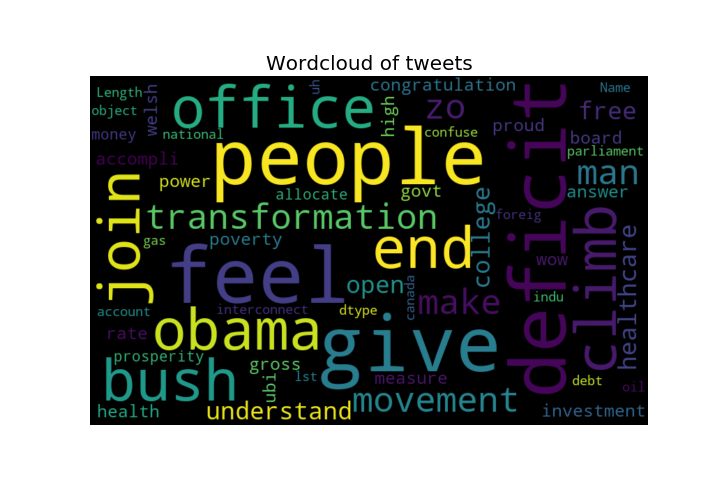 Wordcloud of tweets
Length
welsh
uh
congratulation
Name
object
office
high
zo
deficit
free
money
national
people
confuse
proud
board
parliament
accompli
power
allocate
govt
man
answer
join
transformation
college
foreig
climb
gas
poverty
end
wow
healthcare
feel
open
canada
make
indu
account
interconnect
dtype
obama
give
rate
prosperity
gross
bush
ubi
lst
measure
debt
oil
health
understand
movement
investment